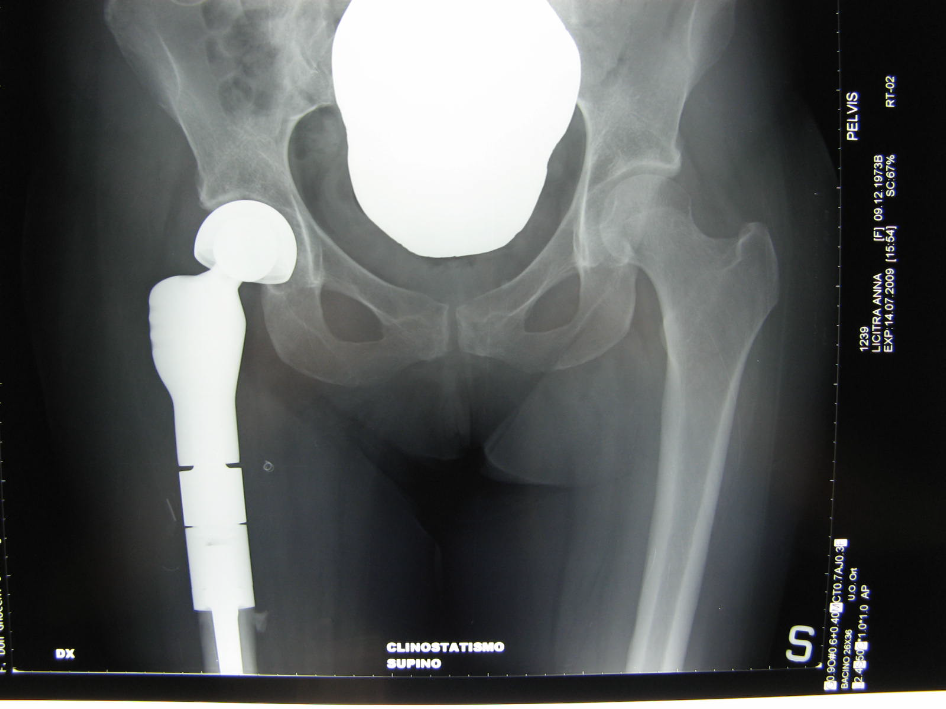 PELVIS
RT-02
1239
LICITRA ANNA [F] 09.12.1973B
EXP:14.07.2009 [15:54] SC:67%
DX
CLINOSTATISMO
SUPINO
S
BACINO 26X36 U.O. Ort